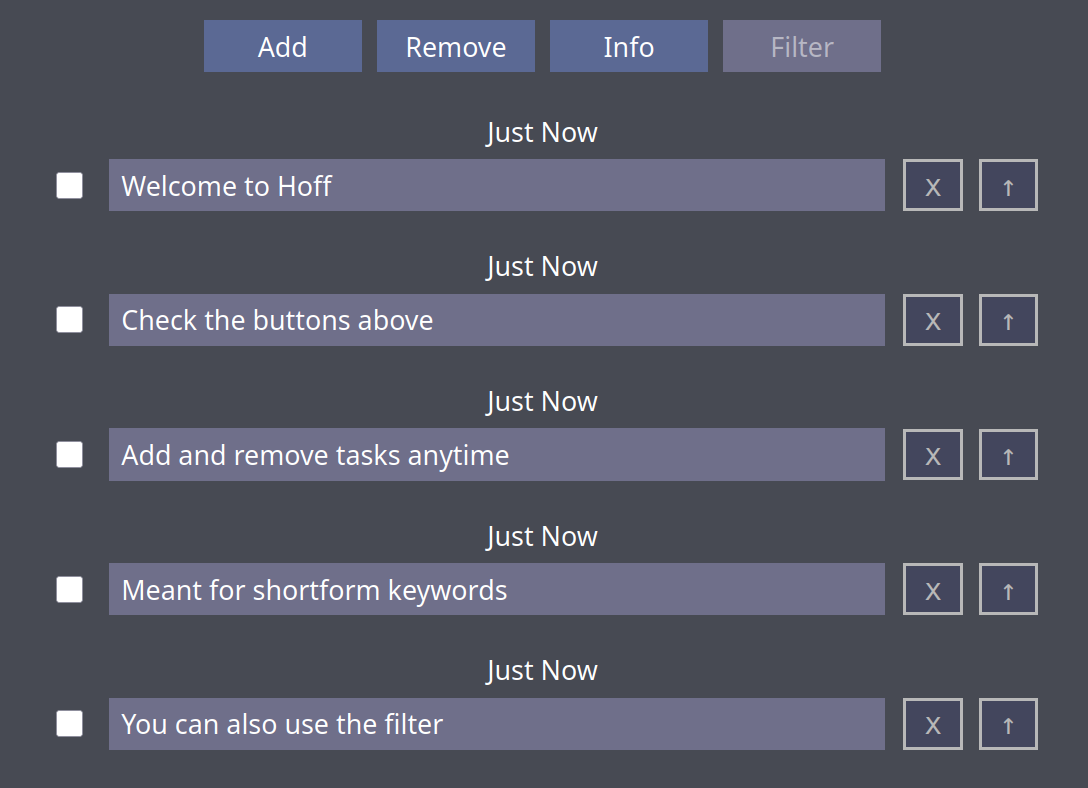 Add Remove Info Filter
Just Now
Welcome to Hoff X ↑
Just Now
Check the buttons above X ↑
Just Now
Add and remove tasks anytime X ↑
Just Now
Meant for shortform keywords X ↑
Just Now
You can also use the filter X ↑